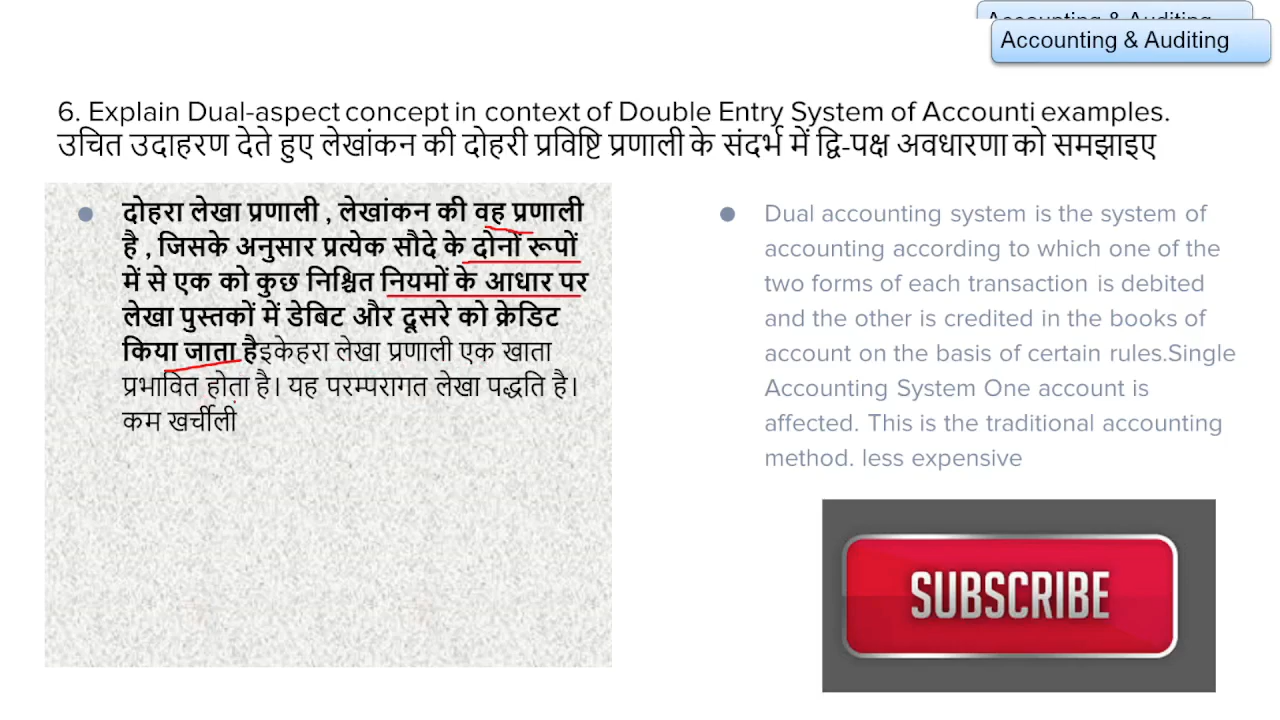 Accounting & Auditing
Accounting & Auditing
6. Explain Dual-aspect concept in context of Double Entry System of Accounti examples.
उचित उदाहरण देते हुए लेखांकन की दोहरी प्रविष्टि प्रणाली के संदर्भ में द्वि-पक्ष अवधारणा को समझाइए
दोहरा लेखा प्रणाली , लेखांकन की वह प्रणाली
है , जिसके अनुसार प्रत्येक सौदे के दोनों रूपों
में से एक को कुछ निश्चित नियमों के आधार पर
लेखा पुस्तकों में डेबिट और दूसरे को क्रेडिट
किया जाता हैइकेहरा लेखा प्रणाली एक खाता
प्रभावित होता है। यह परम्परागत लेखा पद्धति है।
कम खर्चीली
Dual accounting system is the system of
accounting according to which one of the
two forms of each transaction is debited
and the other is credited in the books of
account on the basis of certain rules.Single
Accounting System One account is
affected. This is the traditional accounting
method. less expensive
SUBSCRIBE